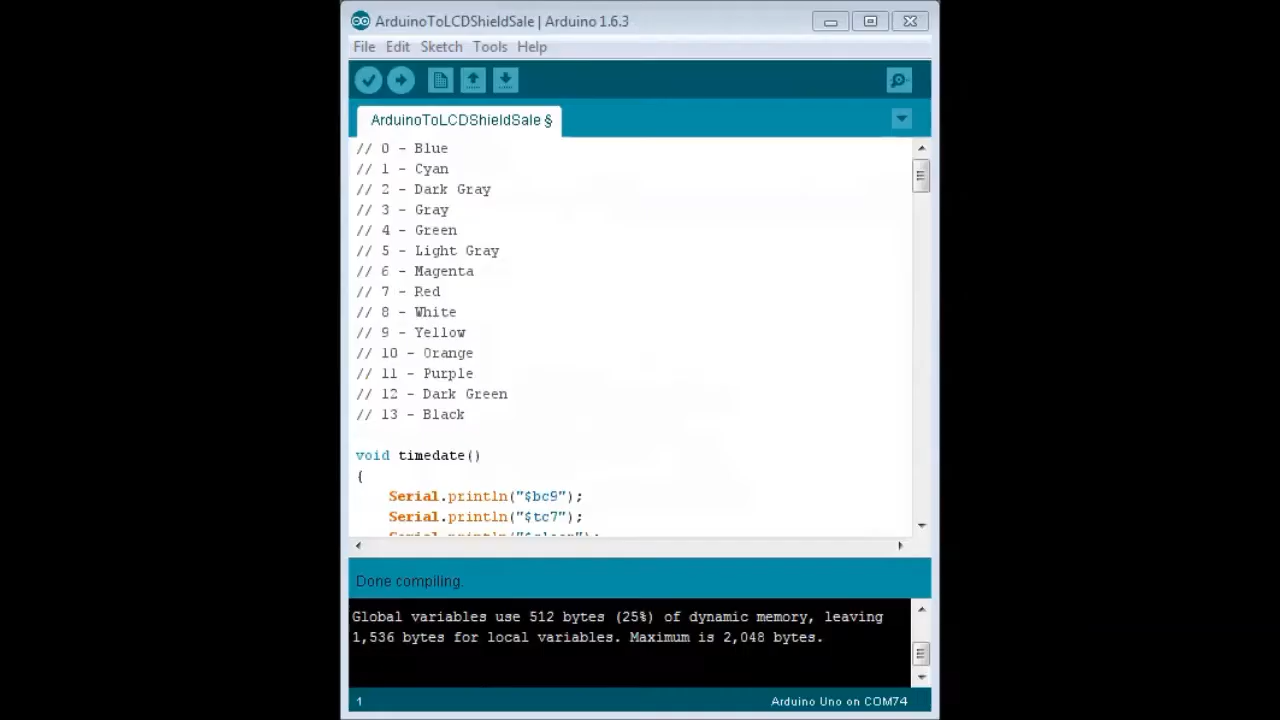 ArduinoToLCDShieldSale | Arduino 1.6.3
File Edit Sketch Tools Help
ArduinoToLCDShieldSale §
// 0 - Blue
// 1 - Cyan
// 2 - Dark Gray
// 3 - Gray
// 4 - Green
// 5 - Light Gray
// 6 - Magenta
// 7 - Red
// 8 - White
// 9 - Yellow
// 10 - Orange
// 11 - Purple
// 12 - Dark Green
// 13 - Black
void timedate()
{
Serial.println("$bc9");
Serial.println("$tc7");
Done compiling.
Global variables use 512 bytes (25%) of dynamic memory, leaving
1,536 bytes for local variables. Maximum is 2,048 bytes.
1 Arduino Uno on COM74